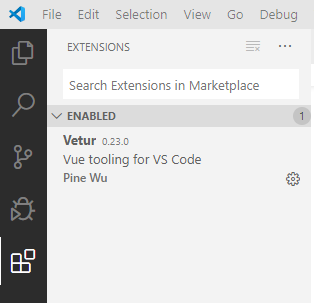 File Edit Selection View Go Debug
EXTENSIONS
Search Extensions in Marketplace
ENABLED 1
Vetur 0.23.0
Vue tooling for VS Code
Pine Wu